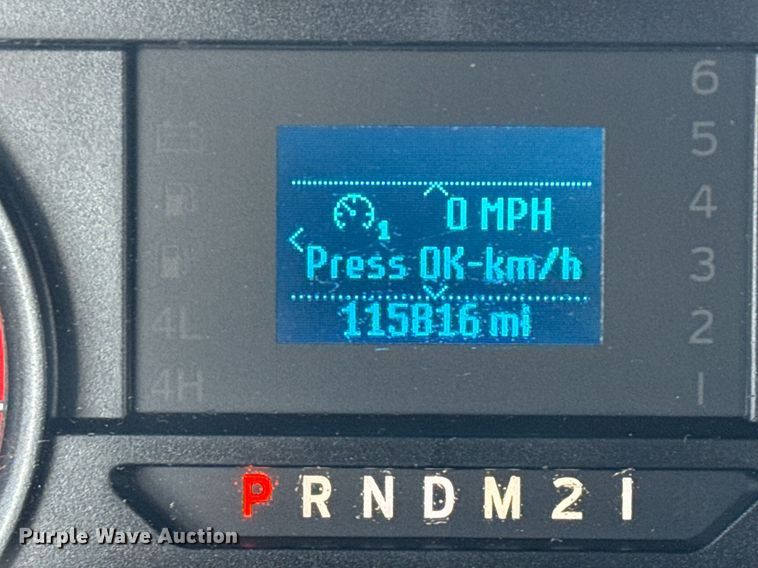 6
5
4
3
4L 2
4H 1
1 0 MPH
Press OK-km/h
115816 mi
P R N D M 2 1
Purple Wave Auction